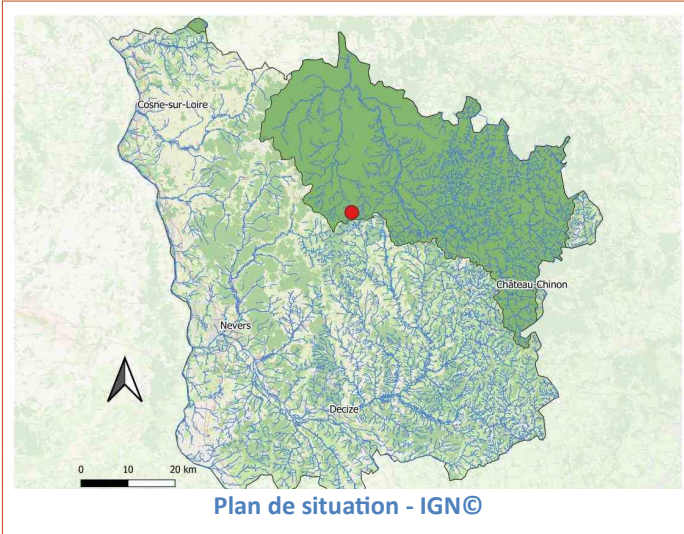 Cosne-sur-Loire
Château-Chinon
Nevers
Decize
0 10 20 km
Plan de situation - IGN©